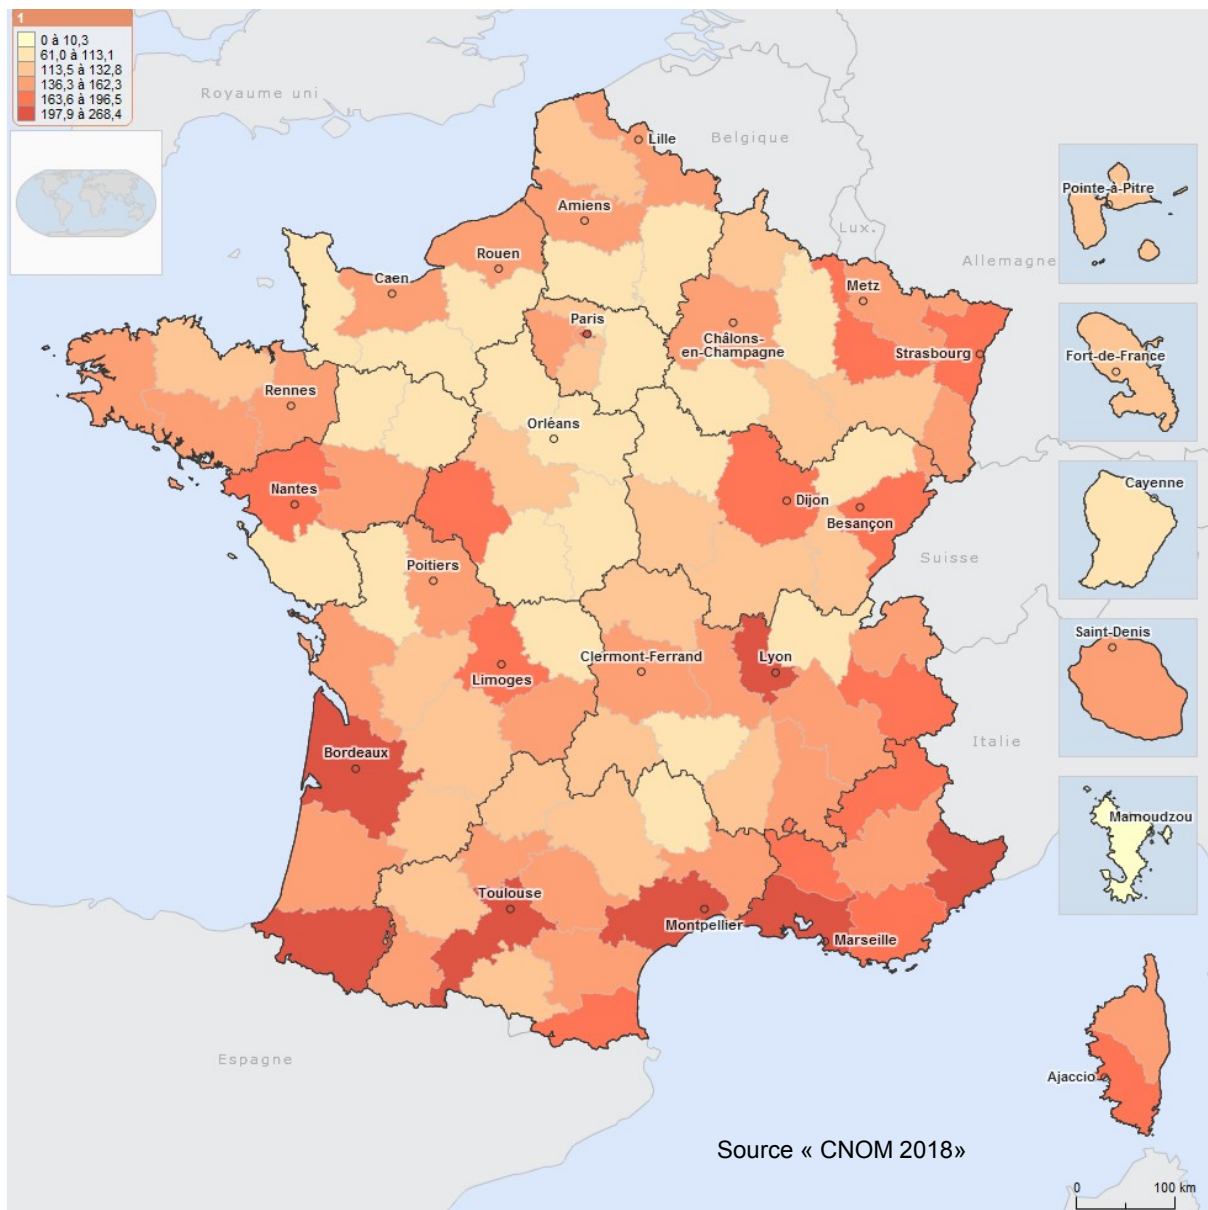 1
0 à 10,3
61,0 à 113,1
113,5 à 132,8
136,3 à 162,3
163,6 à 196,5
197,9 à 268,4
Royaume uni
Belgique
Lux.
Allemagne
Suisse
Italie
Espagne
Lille
Amiens
Rouen
Caen
Paris
Metz
Châlons-
en-Champagne
Strasbourg
Rennes
Orléans
Nantes
Dijon
Besançon
Poitiers
Limoges
Clermont-Ferrand
Lyon
Bordeaux
Toulouse
Montpellier
Marseille
Ajaccio
Pointe-à-Pitre
Fort-de-France
Cayenne
Saint-Denis
Mamoudzou
Source « CNOM 2018»
0 100 km